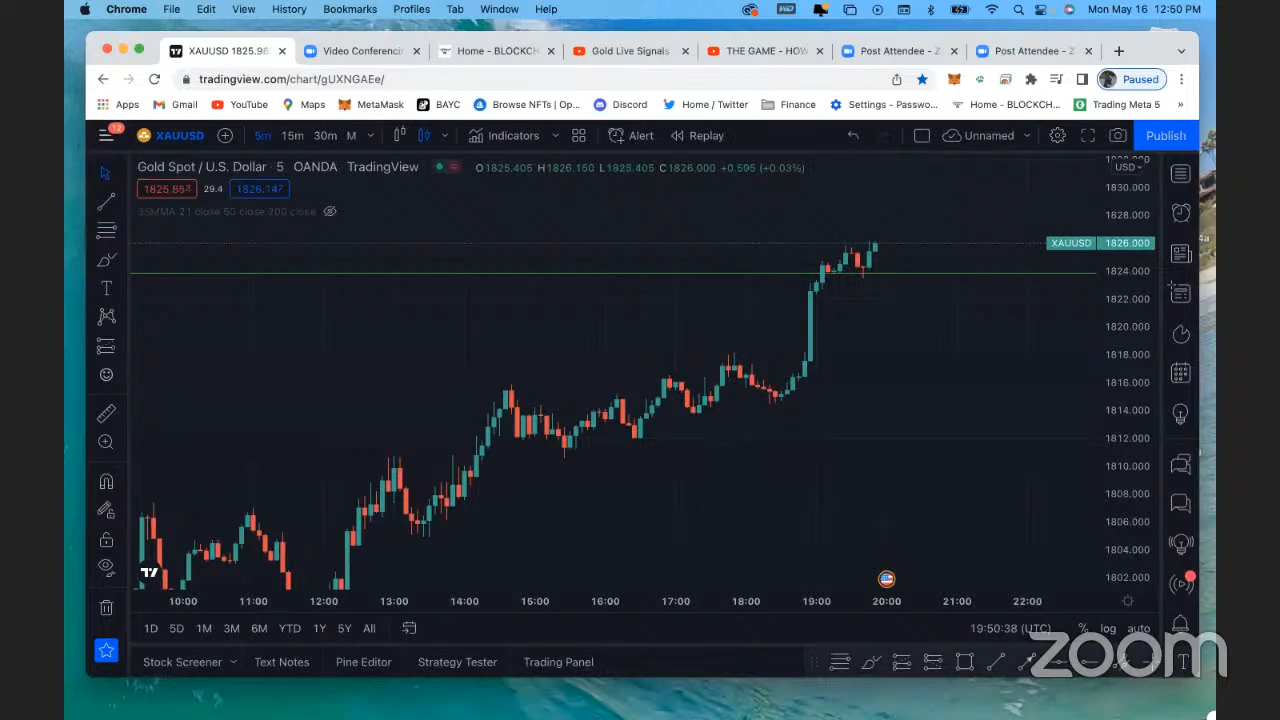 Chrome File Edit View History Bookmarks Profiles Tab Window Help Mon May 16 12:50 PM
XAUUSD 1825.98 Video Conferencin Home - BLOCKCH Gold Live Signals THE GAME - HOW Post Attendee - Z Post Attendee - Z
tradingview.com/chart/gUXNGAEe/ Paused
Apps Gmail YouTube Maps MetaMask BAYC Browse NFTs | Op... Discord Home / Twitter Finance Settings - Passwo... Home - BLOCKCH... Trading Meta 5 »
12
XAUUSD 5m 15m 30m M Indicators Alert Replay Unnamed Publish
Gold Spot / U.S. Dollar · 5 OANDA TradingView O1825.405 H1826.150 L1825.405 C1826.000 +0.595 (+0.03%)
USD
1825.853 29.4 1826.147
3SMMA 21 close 50 close 200 close
1830.000
1828.000
XAUUSD 1826.000
1824.000
1822.000
1820.000
1818.000
1816.000
1814.000
1812.000
1810.000
1808.000
1806.000
1804.000
1802.000
10:00 11:00 12:00 13:00 14:00 15:00 16:00 17:00 18:00 19:00 20:00 21:00 22:00
1D 5D 1M 3M 6M YTD 1Y 5Y All 19:50:38 (UTC) % log auto
Stock Screener Text Notes Pine Editor Strategy Tester Trading Panel
zoom